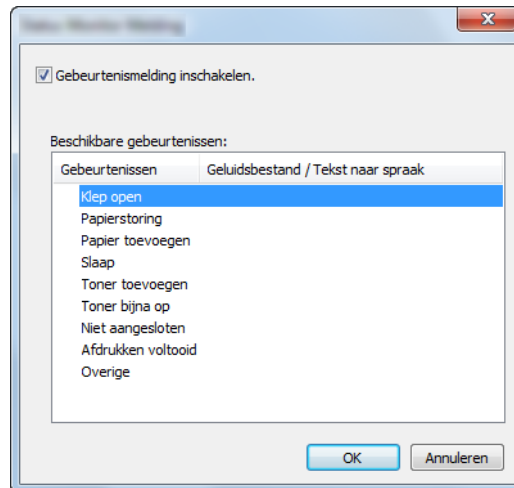 Gebeurtenismelding inschakelen.
Beschikbare gebeurtenissen:
Gebeurtenissen Geluidsbestand / Tekst naar spraak
Klep open
Papierstoring
Papier toevoegen
Slaap
Toner toevoegen
Toner bijna op
Niet aangesloten
Afdrukken voltooid
Overige
OK Annuleren